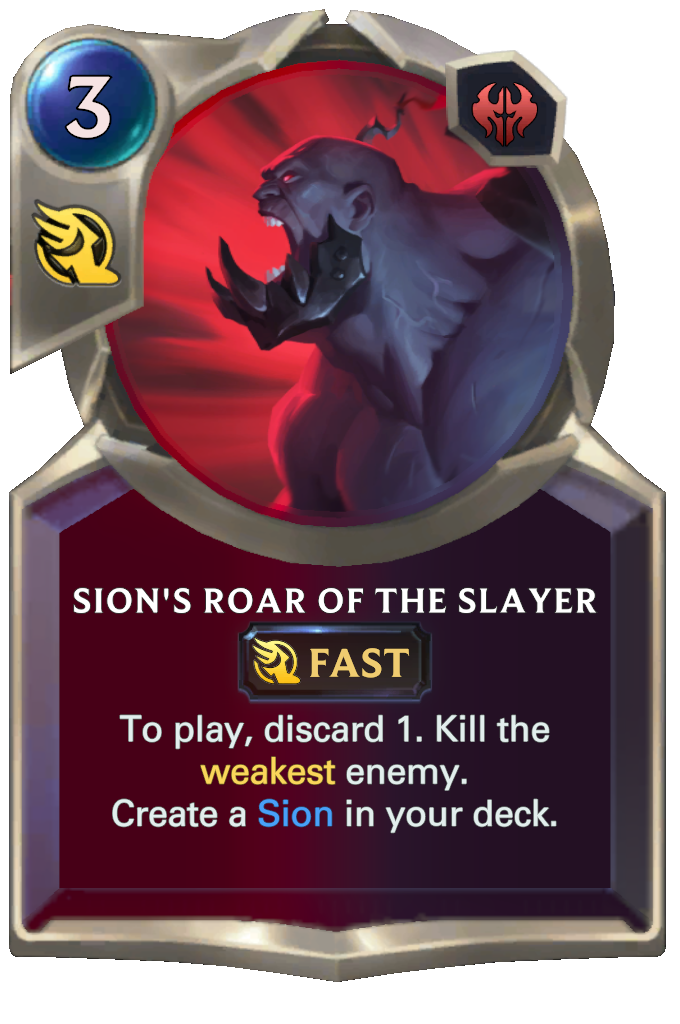 3
SION'S ROAR OF THE SLAYER
FAST
To play, discard 1. Kill the
weakest enemy.
Create a Sion in your deck.